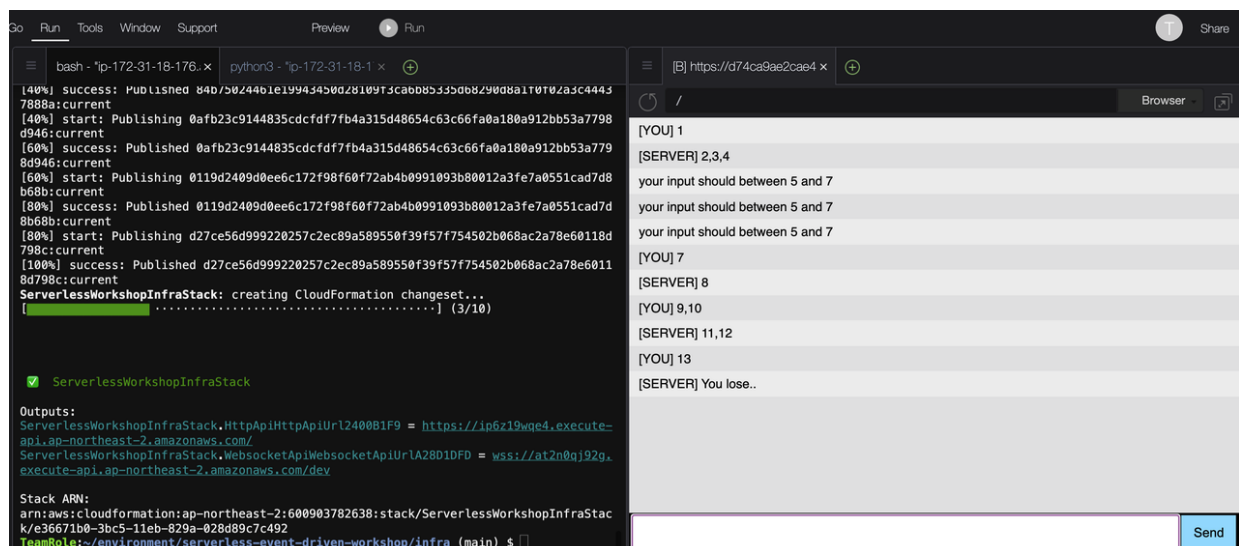 Go Run Tools Window Support Preview Run T Share
bash - "ip-172-31-18-176.: × python3 - "ip-172-31-18-1 ×
[40%] success: Published 84b75024461e19943450d28109f3ca6b85335d68290d8a1f0f02a3c4443
7888a:current
[40%] start: Publishing 0afb23c9144835cdcfdf7fb4a315d48654c63c66fa0a180a912bb53a7798
d946:current
[60%] success: Published 0afb23c9144835cdcfdf7fb4a315d48654c63c66fa0a180a912bb53a779
8d946:current
[60%] start: Publishing 0119d2409d0ee6c172f98f60f72ab4b0991093b80012a3fe7a0551cad7d8
b68b:current
[80%] success: Published 0119d2409d0ee6c172f98f60f72ab4b0991093b80012a3fe7a0551cad7d
8b68b:current
[80%] start: Publishing d27ce56d999220257c2ec89a589550f39f57f754502b068ac2a78e60118d
798c:current
[100%] success: Published d27ce56d999220257c2ec89a589550f39f57f754502b068ac2a78e6011
8d798c:current
ServerlessWorkshopInfraStack: creating CloudFormation changeset...
[·······································] (3/10)
✅ ServerlessWorkshopInfraStack
Outputs:
ServerlessWorkshopInfraStack.HttpApiHttpApiUrl2400B1F9 = https://ip6z19wqe4.execute-
api.ap-northeast-2.amazonaws.com/
ServerlessWorkshopInfraStack.WebsocketApiWebsocketApiUrlA28D1DFD = wss://at2n0qj92g.
execute-api.ap-northeast-2.amazonaws.com/dev
Stack ARN:
arn:aws:cloudformation:ap-northeast-2:600903782638:stack/ServerlessWorkshopInfraStac
k/e36671b0-3bc5-11eb-829a-028d89c7c492
TeamRole:~/environment/serverless-event-driven-workshop/infra (main) $
[B] https://d74ca9ae2cae4 ×
/ Browser
[YOU] 1
[SERVER] 2,3,4
your input should between 5 and 7
your input should between 5 and 7
your input should between 5 and 7
[YOU] 7
[SERVER] 8
[YOU] 9,10
[SERVER] 11,12
[YOU] 13
[SERVER] You lose..
Send